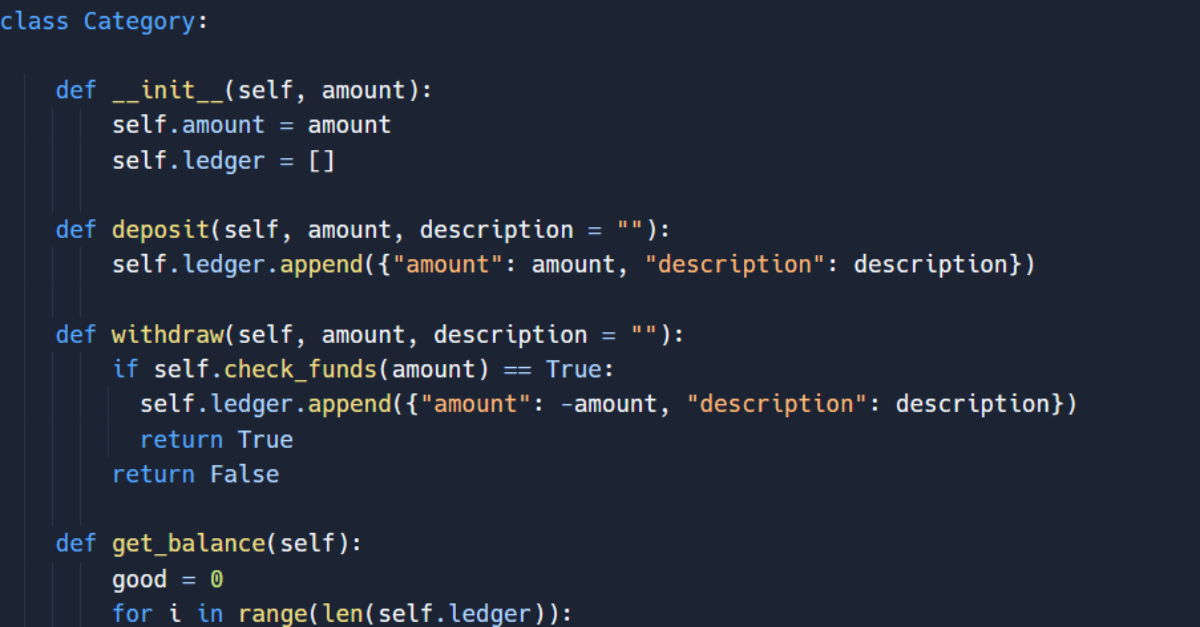 class Category:
def __init__(self, amount):
self.amount = amount
self.ledger = []
def deposit(self, amount, description = ""):
self.ledger.append({"amount": amount, "description": description})
def withdraw(self, amount, description = ""):
if self.check_funds(amount) == True:
self.ledger.append({"amount": -amount, "description": description})
return True
return False
def get_balance(self):
good = 0
for i in range(len(self.ledger)):